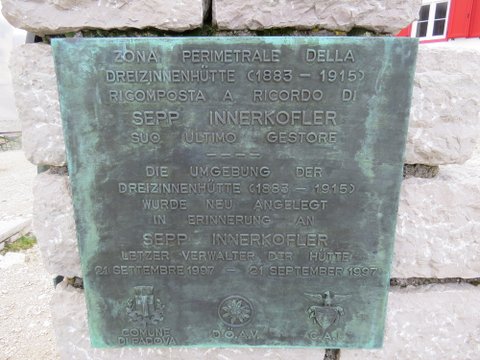 ZONA PERIMETRALE DELLA
DREIZINNENHÜTTE (1883 – 1915)
RICOMPOSTA A RICORDO DI
SEPP INNERKOFLER
SUO ULTIMO GESTORE
– – – –
DIE UMGEBUNG DER
DREIZINNENHÜTTE (1883 – 1915)
WURDE NEU ANGELEGT
IN ERINNERUNG AN
SEPP INNERKOFLER
LETZER VERWALTER DER HÜTTE
21 SETTEMBRE 1997 – 21 SEPTEMBER 1997
COMUNE
DI PADOVA
D.Ö.A.V.
C.A.I.